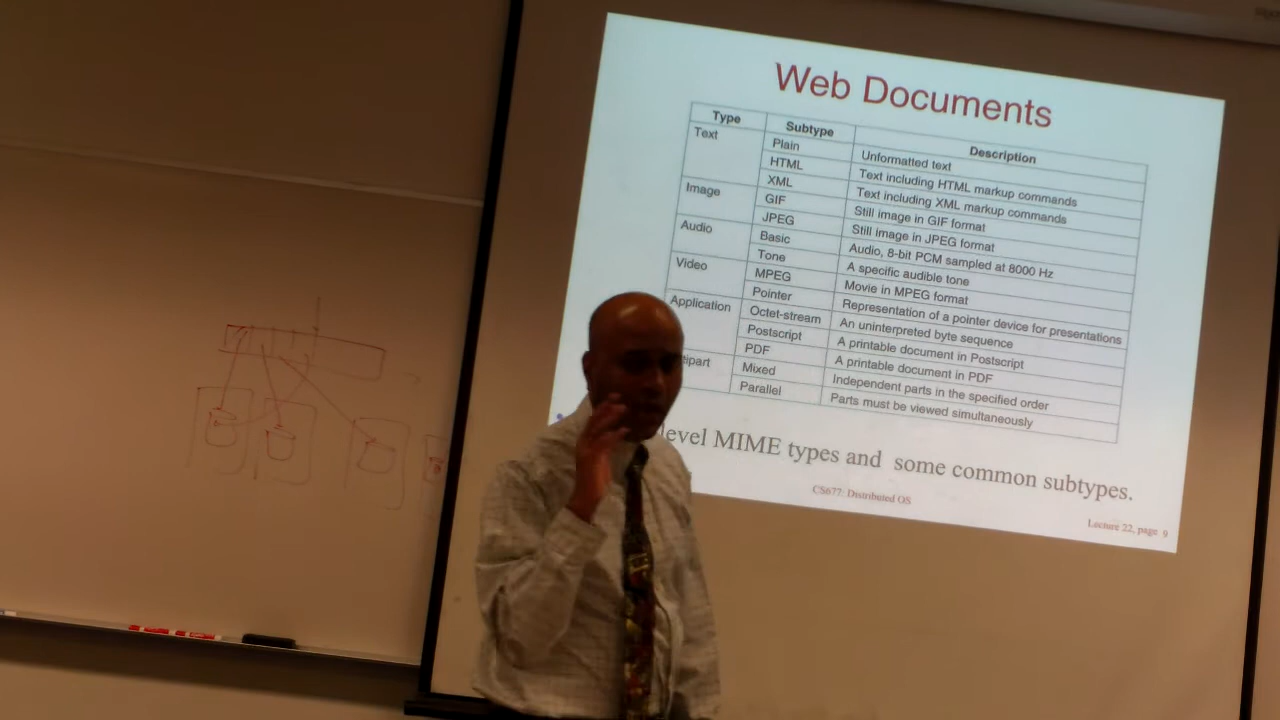 Web Documents
Type Subtype Description
Text Plain Unformatted text
HTML Text including HTML markup commands
XML Text including XML markup commands
Image GIF Still image in GIF format
JPEG Still image in JPEG format
Audio Basic Audio, 8-bit PCM sampled at 8000 Hz
Tone A specific audible tone
Video MPEG Movie in MPEG format
Pointer Representation of a pointer device for presentations
Application Octet-stream An uninterpreted byte sequence
Postscript A printable document in Postscript
PDF A printable document in PDF
tipart Mixed Independent parts in the specified order
Parallel Parts must be viewed simultaneously
level MIME types and some common subtypes.
CS677: Distributed OS
Lecture 22, page 9